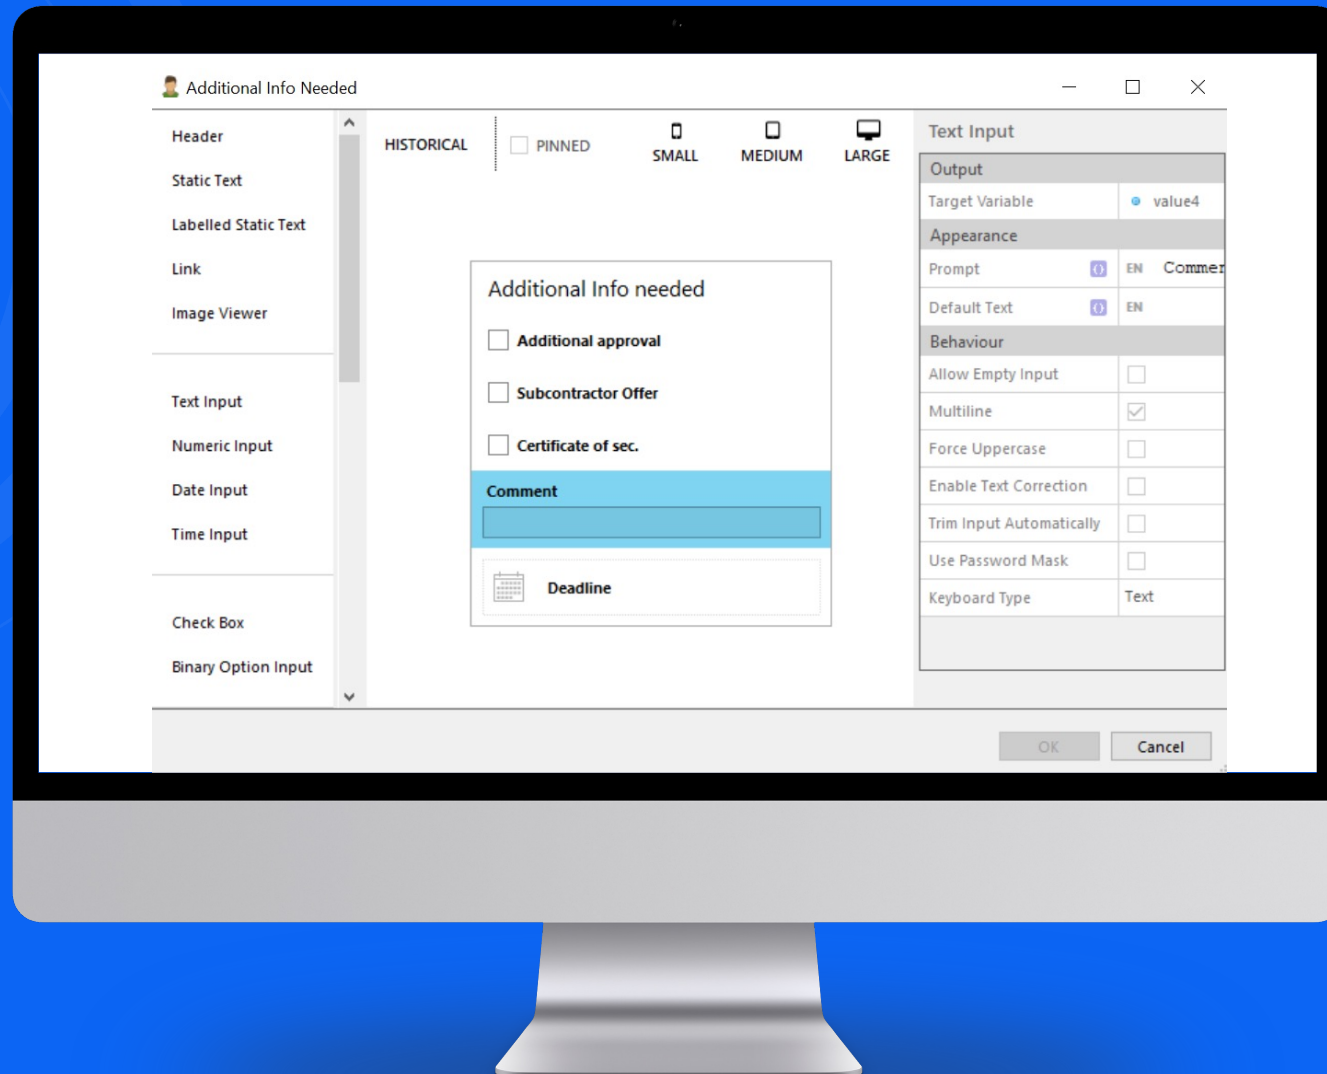 Additional Info Needed
Header
Static Text
Labelled Static Text
Link
Image Viewer
Text Input
Numeric Input
Date Input
Time Input
Check Box
Binary Option Input
HISTORICAL
PINNED
SMALL
MEDIUM
LARGE
Additional Info needed
Additional approval
Subcontractor Offer
Certificate of sec.
Comment
Deadline
Text Input
Output
Target Variable value4
Appearance
Prompt EN Commer
Default Text EN
Behaviour
Allow Empty Input
Multiline
Force Uppercase
Enable Text Correction
Trim Input Automatically
Use Password Mask
Keyboard Type Text
OK
Cancel